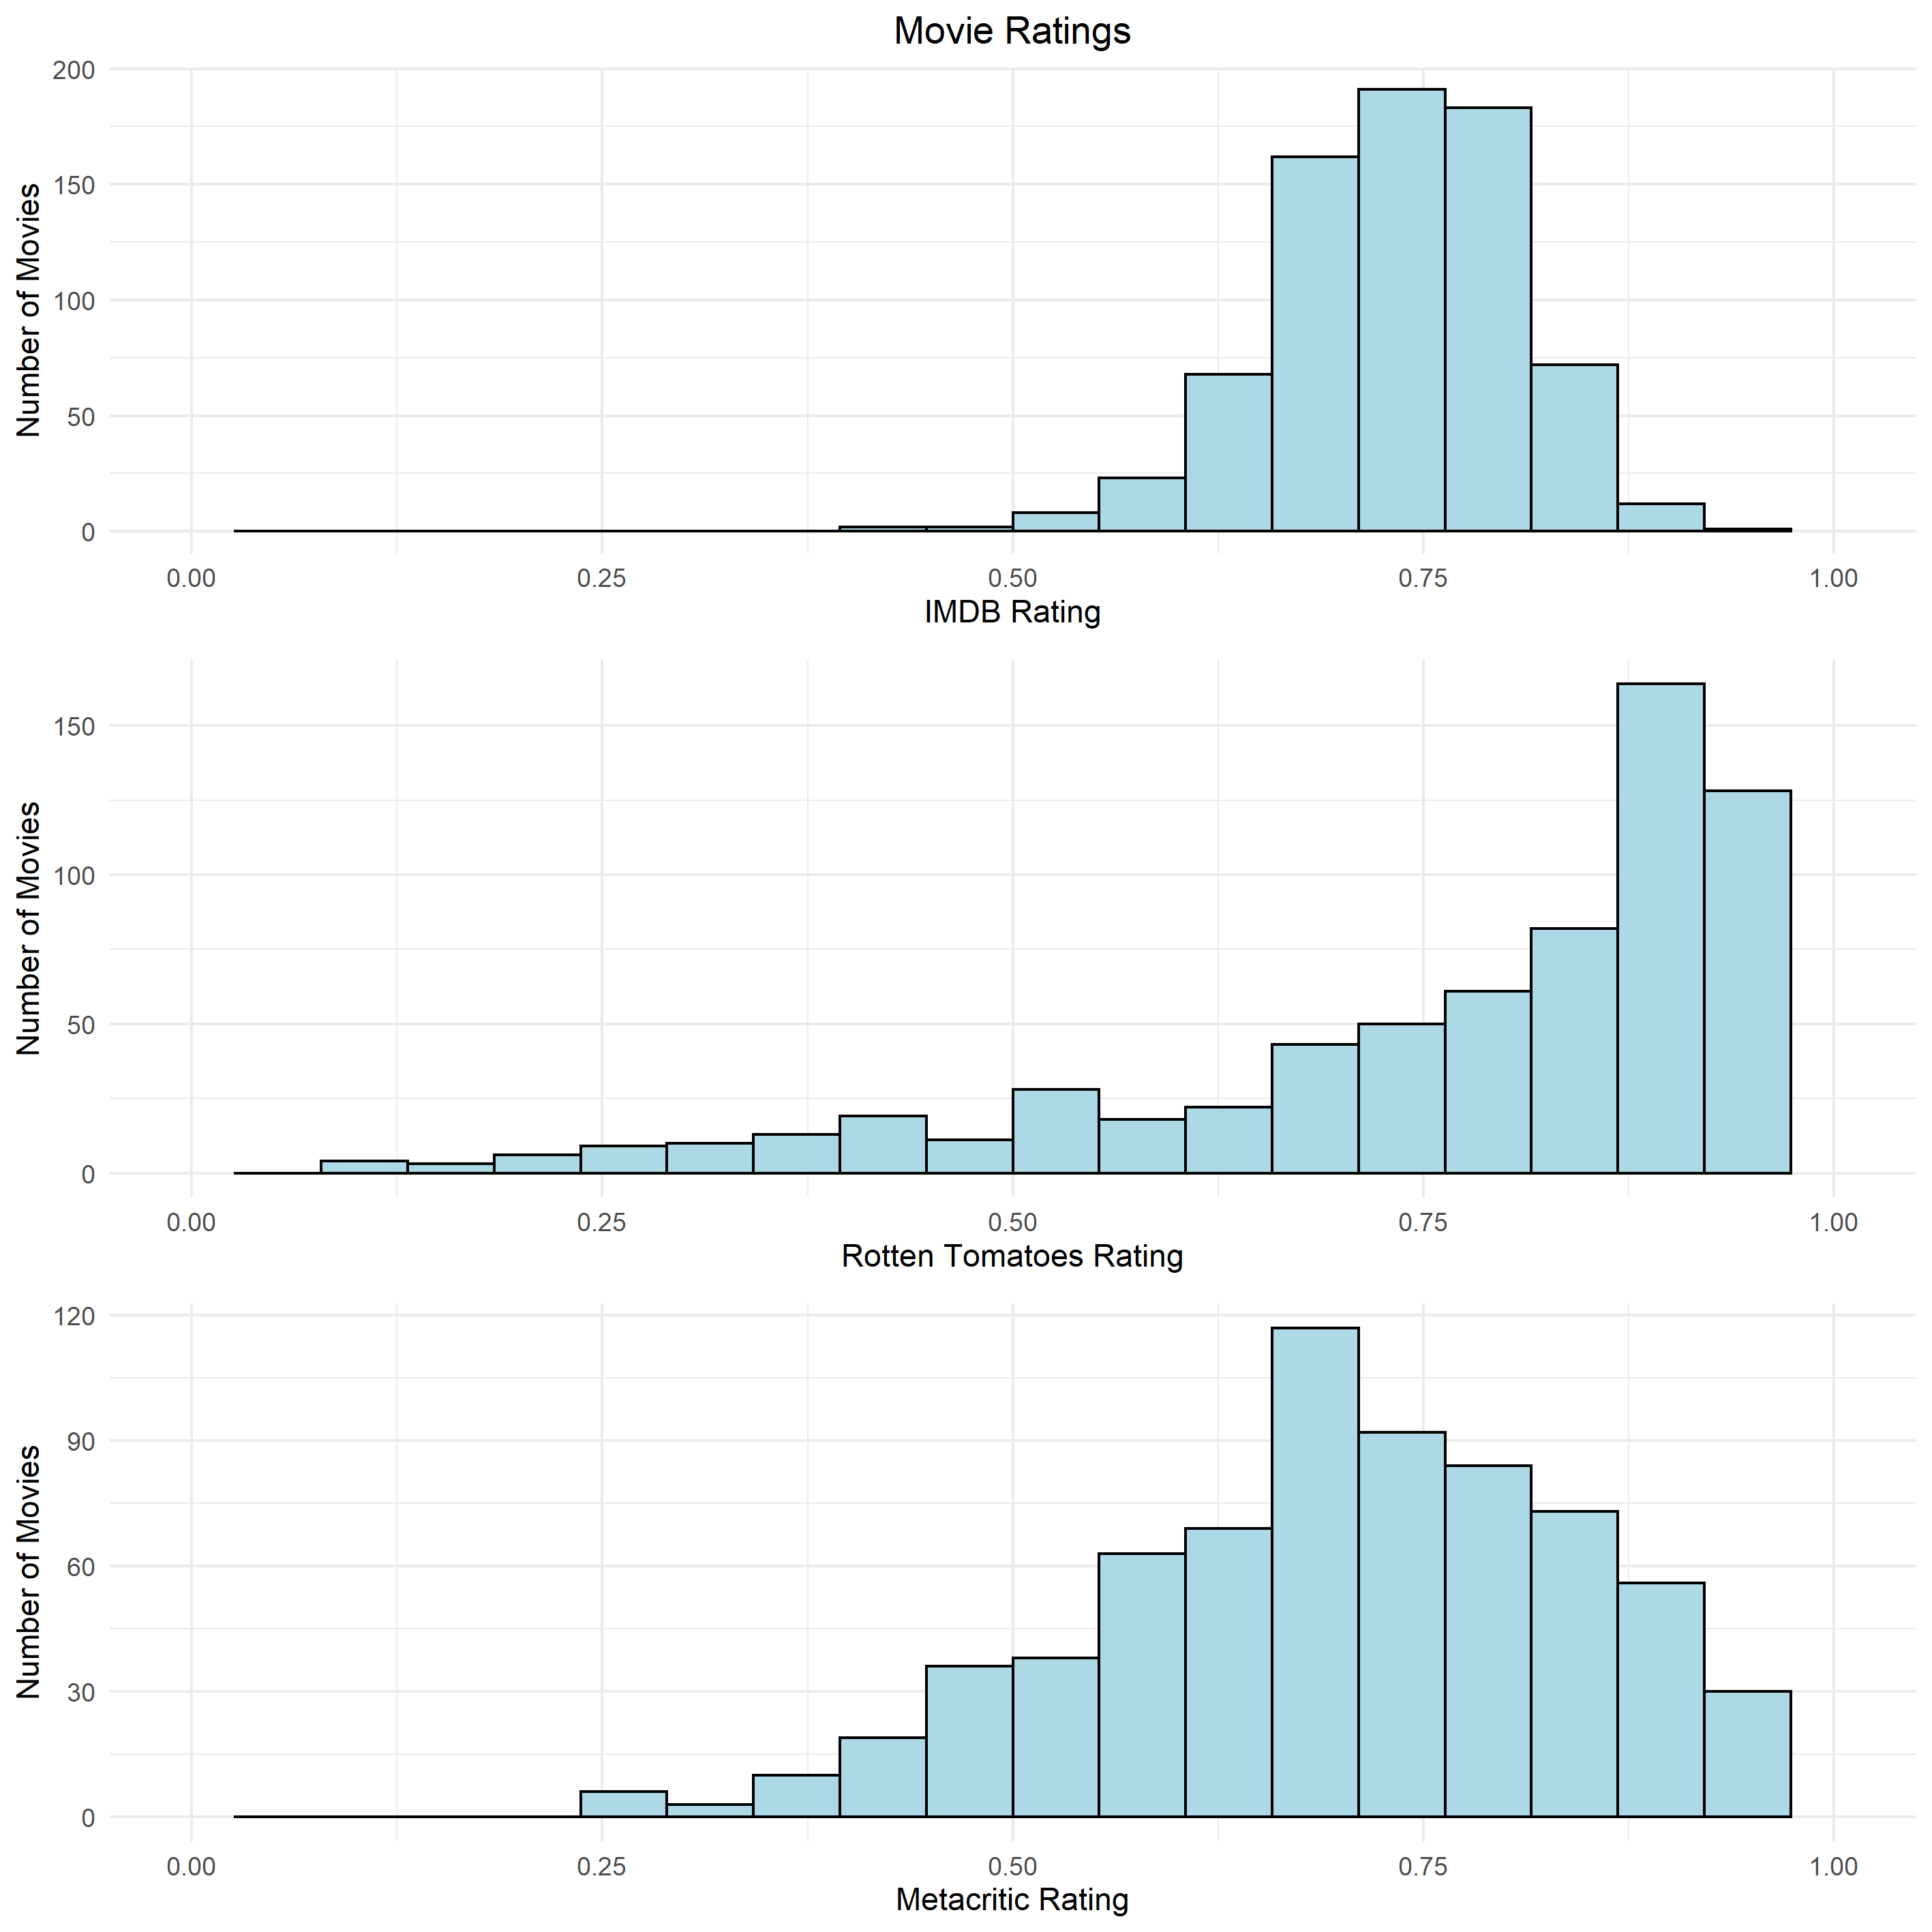 Movie Ratings
Number of Movies
200
150
100
50
0
0.00 0.25 0.50 0.75 1.00
IMDB Rating
Number of Movies
150
100
50
0
0.00 0.25 0.50 0.75 1.00
Rotten Tomatoes Rating
Number of Movies
120
90
60
30
0
0.00 0.25 0.50 0.75 1.00
Metacritic Rating